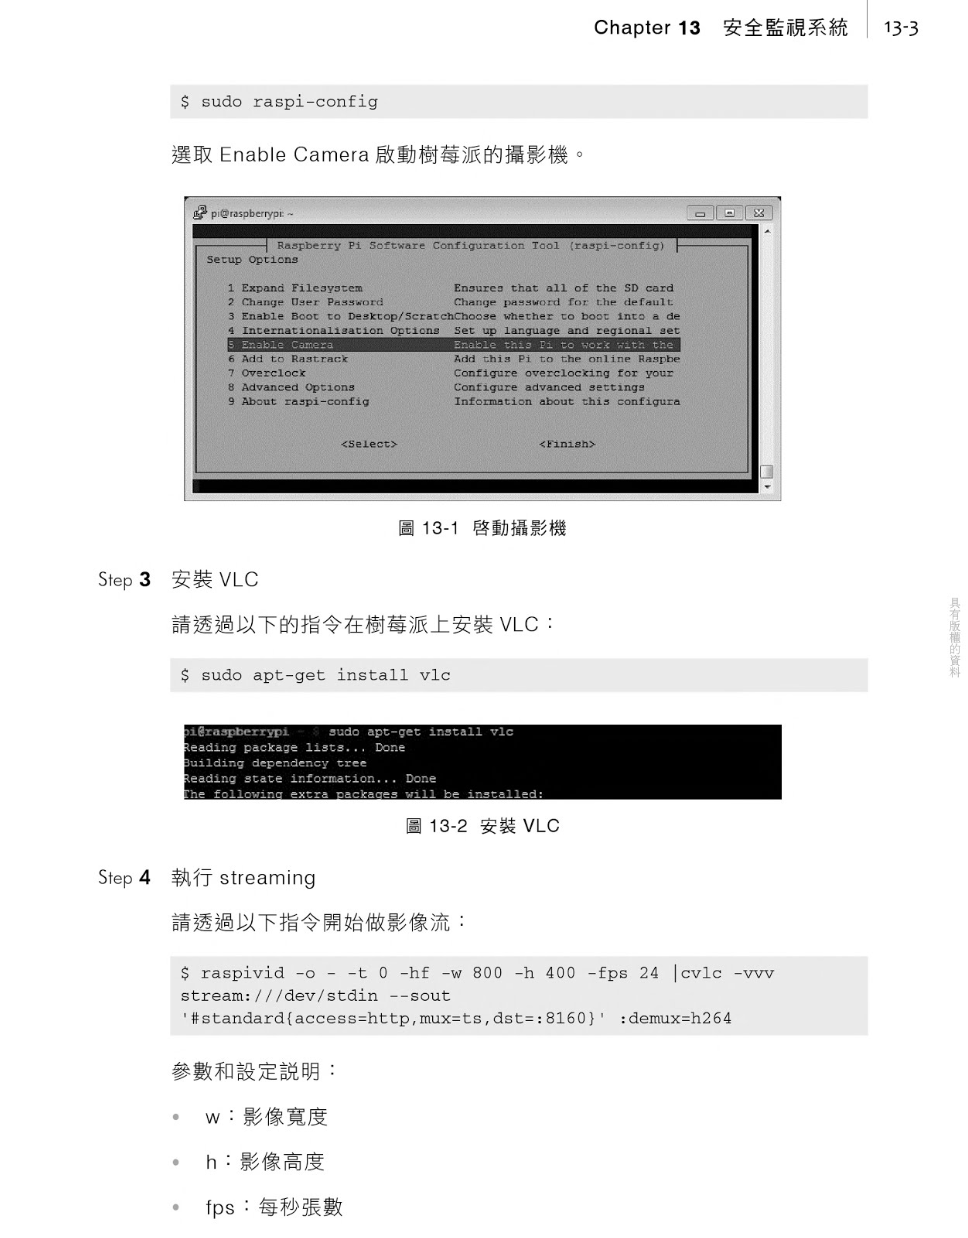 Chapter 13 安全監視系統 13-3
$ sudo raspi-config
選取 Enable Camera 啟動樹莓派的攝影機。
pi@raspberrypi: ~
Raspberry Pi Software Configuration Tool (raspi-config)
Setup Options
1 Expand Filesystem Ensures that all of the SD card
2 Change User Password Change password for the default
3 Enable Boot to Desktop/ScratchChoose whether to boot into a de
4 Internationalisation Options Set up language and regional set
5 Enable Camera Enable this Pi to work with the
6 Add to Rastrack Add this Pi to the online Raspbe
7 Overclock Configure overclocking for your
8 Advanced Options Configure advanced settings
9 About raspi-config Information about this configura
<Select> <Finish>
圖 13-1 啓動攝影機
Step 3 安裝 VLC
請透過以下的指令在樹莓派上安裝 VLC：
$ sudo apt-get install vlc
pi@raspberrypi ~ $ sudo apt-get install vlc
Reading package lists... Done
Building dependency tree
Reading state information... Done
The following extra packages will be installed:
圖 13-2 安裝 VLC
Step 4 執行 streaming
請透過以下指令開始做影像流：
$ raspivid -o - -t 0 -hf -w 800 -h 400 -fps 24 |cvlc -vvv
stream:///dev/stdin --sout
'#standard{access=http,mux=ts,dst=:8160}' :demux=h264
參數和設定説明：
• w：影像寬度
• h：影像高度
• fps：每秒張數
具有版權的資料